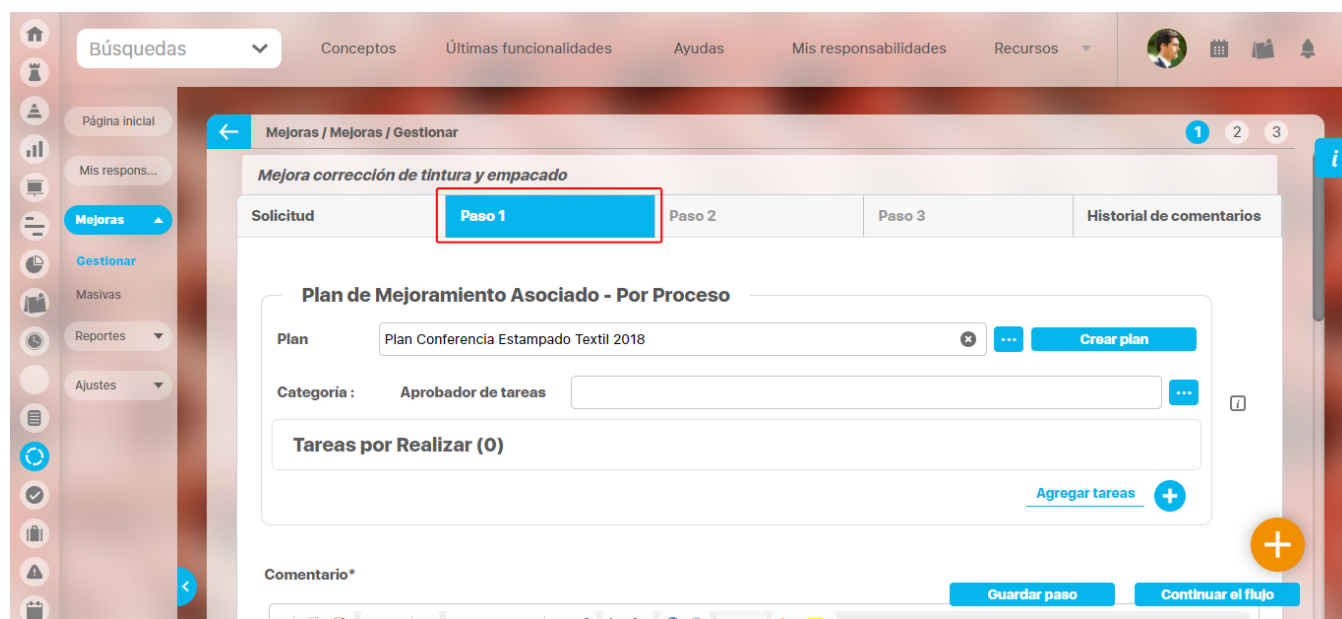 Búsquedas
Conceptos
Últimas funcionalidades
Ayudas
Mis responsabilidades
Recursos
Página inicial
Mis respons...
Mejoras
Gestionar
Masivas
Reportes
Ajustes
Mejoras / Mejoras / Gestionar
1 2 3
i
Mejora corrección de tintura y empacado
Solicitud
Paso 1
Paso 2
Paso 3
Historial de comentarios
Plan de Mejoramiento Asociado - Por Proceso
Plan
Plan Conferencia Estampado Textil 2018
Crear plan
Categoría :
Aprobador de tareas
i
Tareas por Realizar (0)
Agregar tareas
Comentario*
Guardar paso
Continuar el flujo